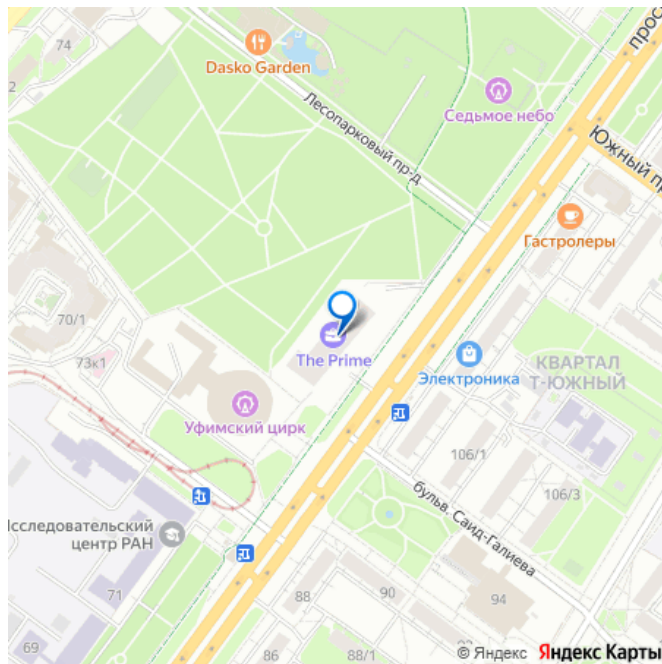 74
2
Dasko Garden
прос
Лесопарковый пр-д
Седьмое небо
Южный пр
Гастролеры
70/1
73к1
The Prime
Электроника
КВАРТАЛ
Т-ЮЖНЫЙ
Уфимский цирк
106/1
106/3
бульв. Саид-Галиева
Исследовательский
центр РАН
71
69
88
90
94
86
88/1
© Яндекс Яндекс Карты